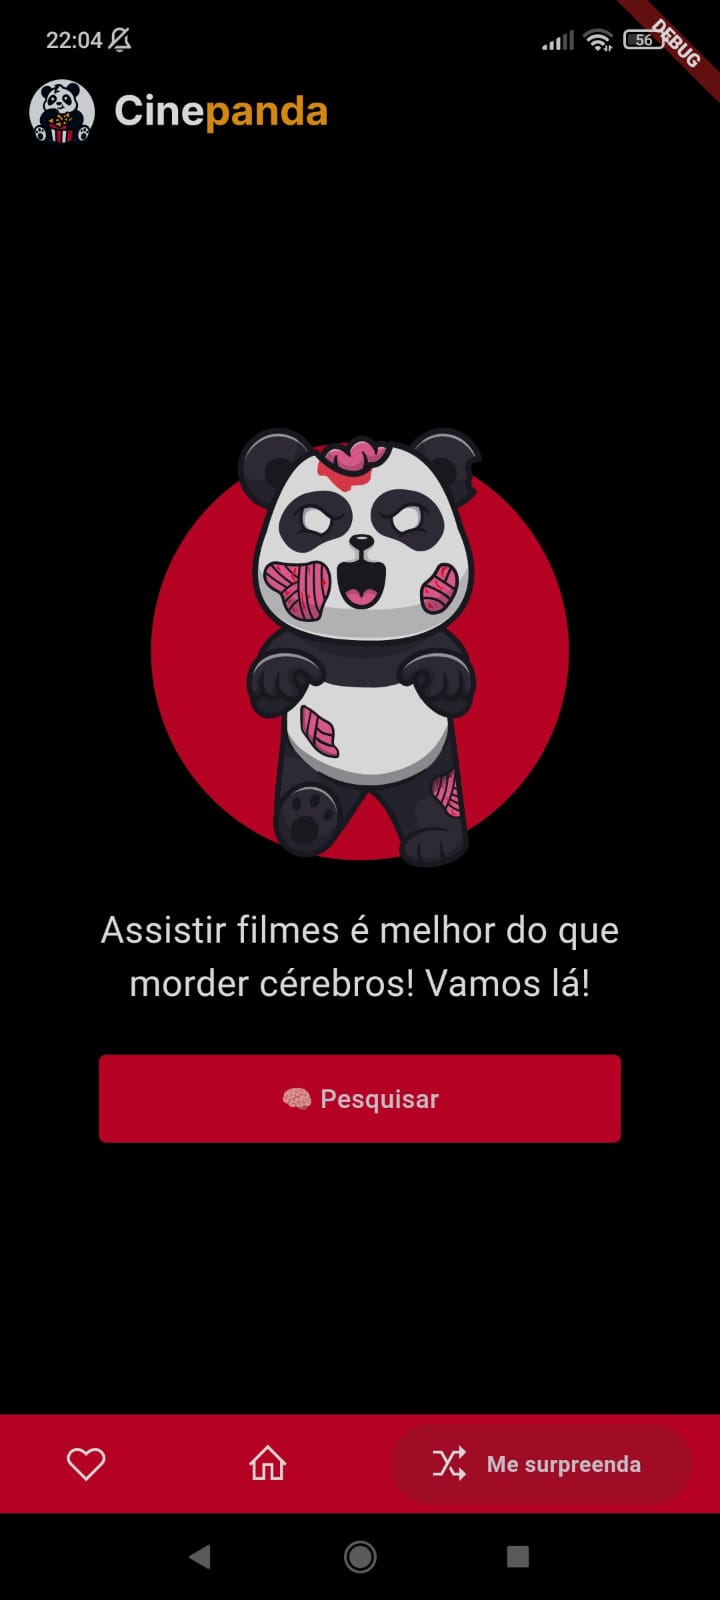 22:04
56
DEBUG
Cinepanda
Assistir filmes é melhor do que
morder cérebros! Vamos lá!
🧠 Pesquisar
Me surpreenda